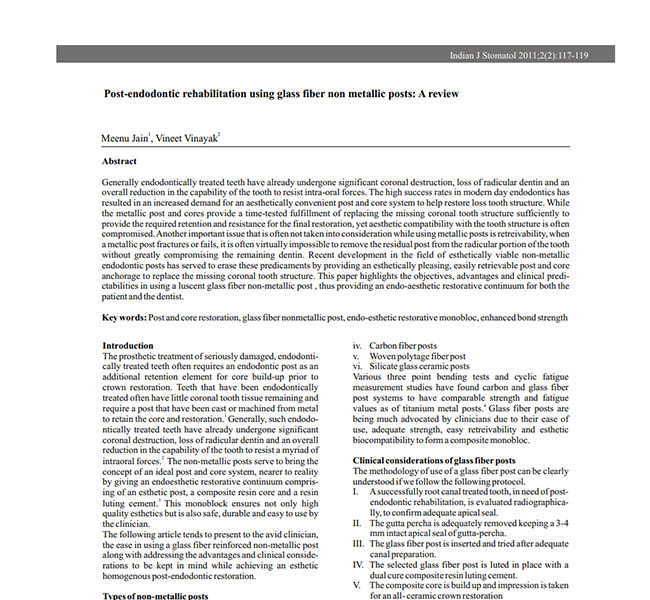 Indian J Stomatol 2011;2(2):117-119
Post-endodontic rehabilitation using glass fiber non metallic posts: A review
Meenu Jain1, Vineet Vinayak2
Abstract
Generally endodontically treated teeth have already undergone significant coronal destruction, loss of radicular dentin and an
overall reduction in the capability of the tooth to resist intra-oral forces. The high success rates in modern day endodontics has
resulted in an increased demand for an aesthetically convenient post and core system to help restore loss tooth structure. While
the metallic post and cores provide a time-tested fulfillment of replacing the missing coronal tooth structure sufficiently to
provide the required retention and resistance for the final restoration, yet aesthetic compatibility with the tooth structure is often
compromised. Another important issue that is often not taken into consideration while using metallic posts is retreivability, when
a metallic post fractures or fails, it is often virtually impossible to remove the residual post from the radicular portion of the tooth
without greatly compromising the remaining dentin. Recent development in the field of esthetically viable non-metallic
endodontic posts has served to erase these predicaments by providing an esthetically pleasing, easily retrievable post and core
anchorage to replace the missing coronal tooth structure. This paper highlights the objectives, advantages and clinical predi-
ctabilities in using a luscent glass fiber non-metallic post , thus providing an endo-aesthetic restorative continuum for both the
patient and the dentist.
Key words: Post and core restoration, glass fiber nonmetallic post, endo-esthetic restorative monobloc, enhanced bond strength
Introduction
The prosthetic treatment of seriously damaged, endodonti-
cally treated teeth often requires an endodontic post as an
additional retention element for core build-up prior to
crown restoration. Teeth that have been endodontically
treated often have little coronal tooth tissue remaining and
require a post that have been cast or machined from metal
to retain the core and restoration.1 Generally, such endodo-
ntically treated teeth have already undergone significant
coronal destruction, loss of radicular dentin and an overall
reduction in the capability of the tooth to resist a myriad of
intraoral forces.2 The non-metallic posts serve to bring the
concept of an ideal post and core system, nearer to reality
by giving an endoesthetic restorative continuum compris-
ing of an esthetic post, a composite resin core and a resin
luting cement.3 This monoblock ensures not only high
quality esthetics but is also safe, durable and easy to use by
the clinician.
The following article tends to present to the avid clinician,
the ease in using a glass fiber reinforced non-metallic post
along with addressing the advantages and clinical conside-
rations to be kept in mind while achieving an esthetic
homogenous post-endodontic restoration.
Types of non-metallic posts
iv. Carbon fiber posts
v. Woven polytage fiber post
vi. Silicate glass ceramic posts
Various three point bending tests and cyclic fatigue
measurement studies have found carbon and glass fiber
post systems to have comparable strength and fatigue
values as of titanium metal posts.4 Glass fiber posts are
being much advocated by clinicians due to their ease of
use, adequate strength, easy retreivability and esthetic
biocompatibility to form a composite monobloc.
Clinical considerations of glass fiber posts
The methodology of use of a glass fiber post can be clearly
understood if we follow the following protocol.
I. A successfully root canal treated tooth, in need of post-
endodontic rehabilitation, is evaluated radiographica-
lly, to confirm adequate apical seal.
II. The gutta percha is adequately removed keeping a 3-4
mm intact apical seal of gutta-percha.
III. The glass fiber post is inserted and tried after adequate
canal preparation.
IV. The selected glass fiber post is luted in place with a
dual cure composite resin luting cement.
V. The composite core is build up and impression is taken
for an all- ceramic crown restoration